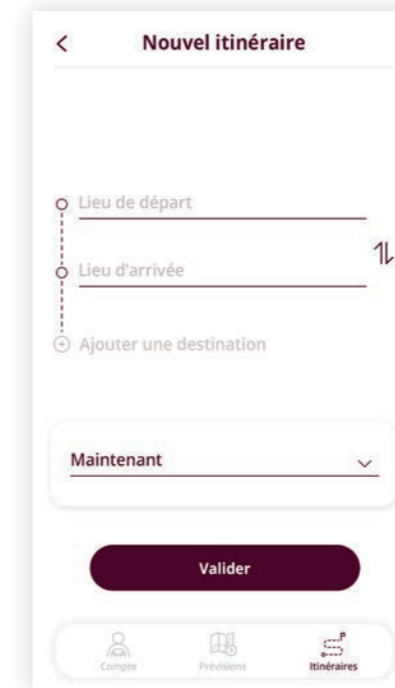 Nouvel itinéraire
Lieu de départ
Lieu d'arrivée
Ajouter une destination
Maintenant
Valider
Compte
Prévisions
Itinéraires